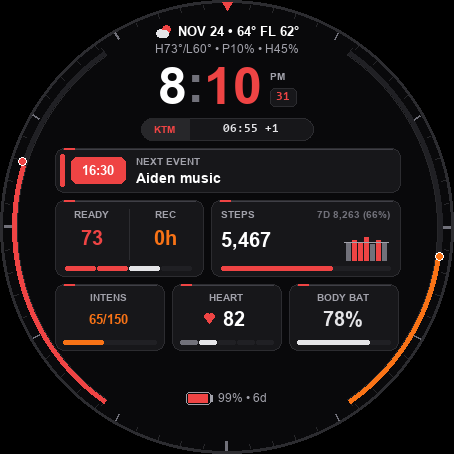 NOV 24 • 64° FL 62°
H73°/L60° • P10% • H45%
8:10 PM
31
KTM 06:55 +1
NEXT EVENT
16:30 Aiden music
READY REC
73 0h
STEPS 7D 8,263 (66%)
5,467
INTENS
65/150
HEART
82
BODY BAT
78%
99% • 6d